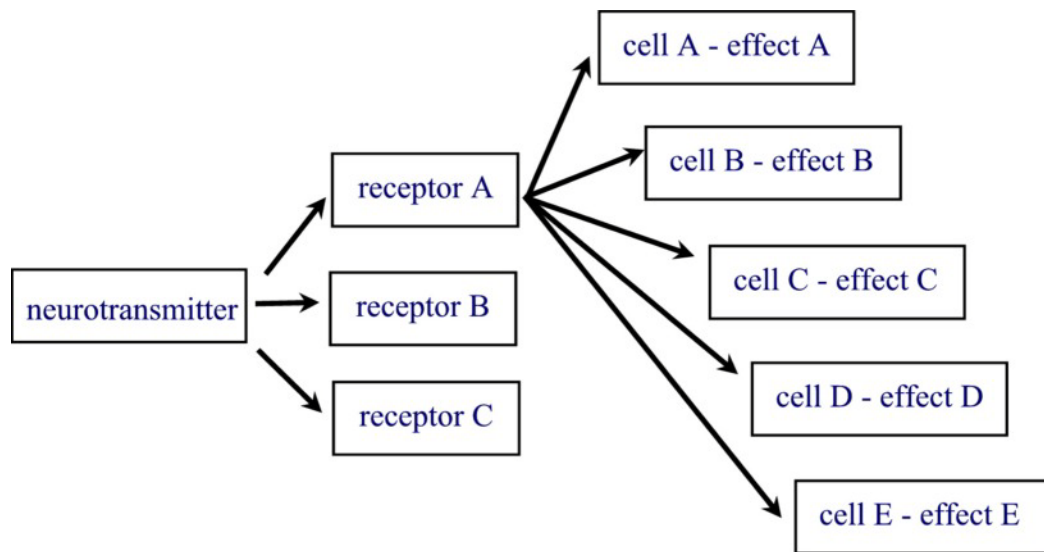 cell A - effect A
cell B - effect B
receptor A
cell C - effect C
neurotransmitter
receptor B
cell D - effect D
receptor C
cell E - effect E